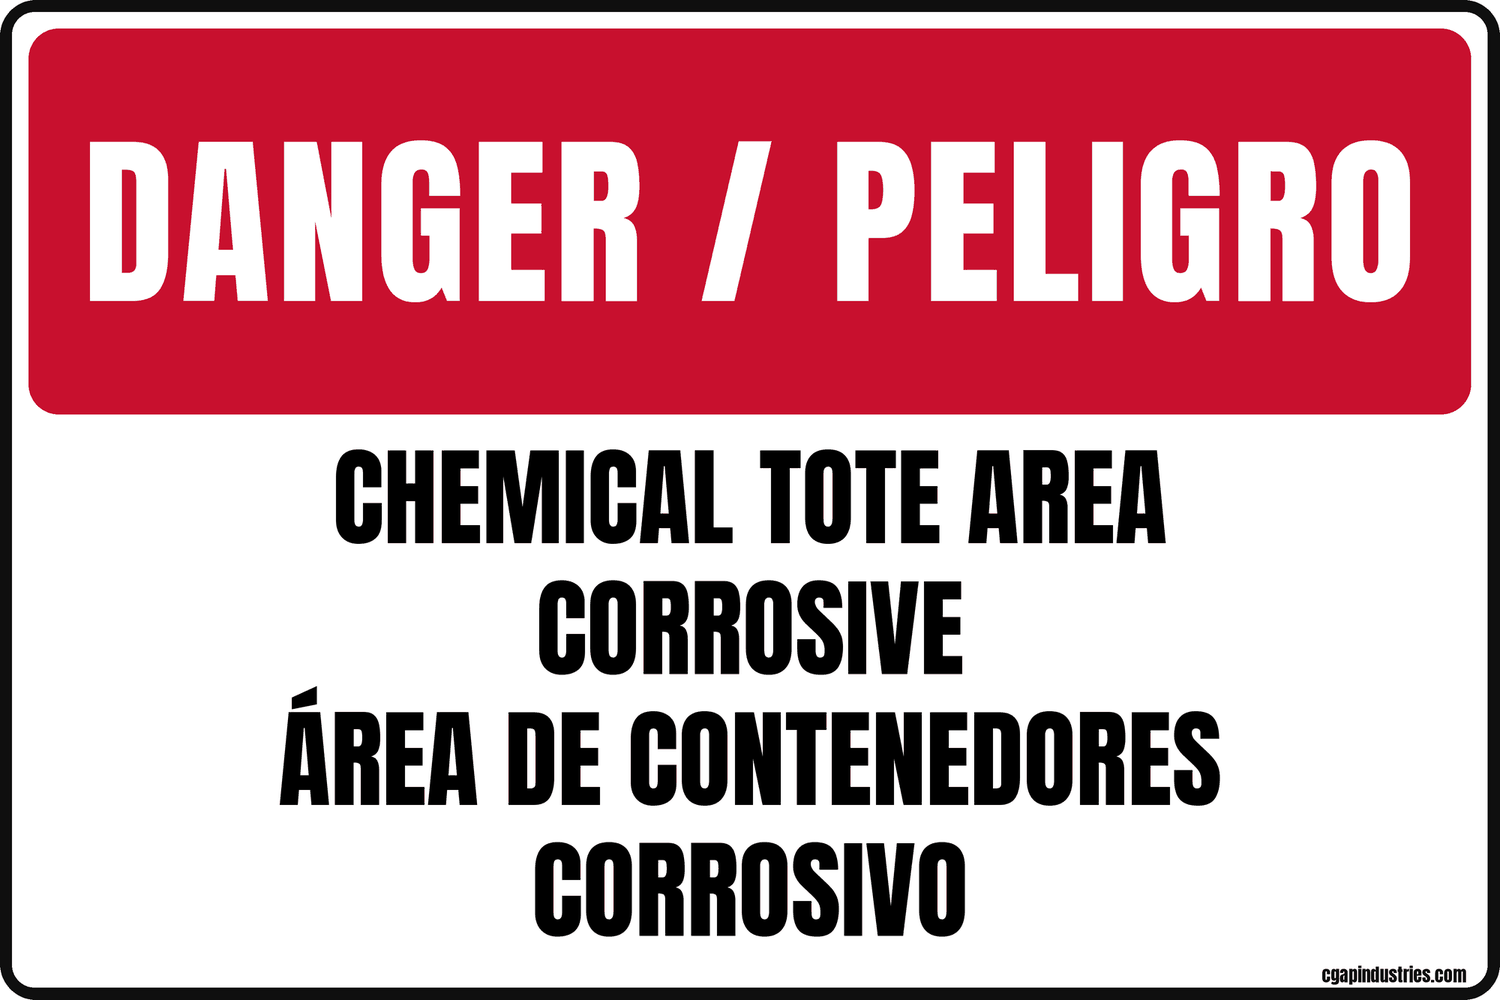 DANGER / PELIGRO
CHEMICAL TOTE AREA
CORROSIVE
ÁREA DE CONTENEDORES
CORROSIVO
cgapindustries.com